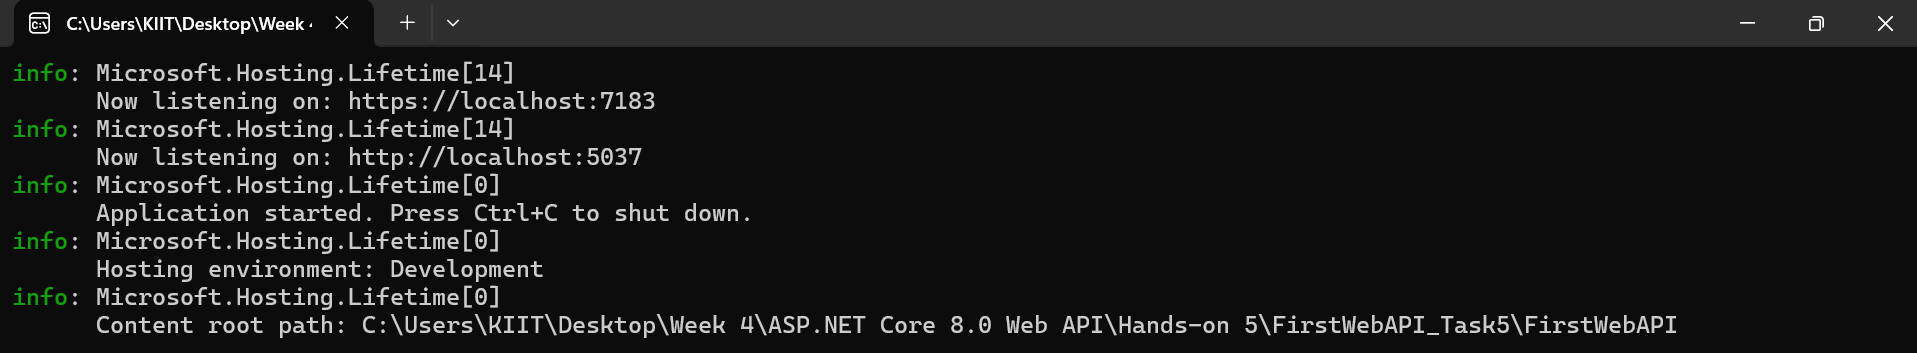 C:\Users\KIIT\Desktop\Week
info: Microsoft.Hosting.Lifetime[14]
      Now listening on: https://localhost:7183
info: Microsoft.Hosting.Lifetime[14]
      Now listening on: http://localhost:5037
info: Microsoft.Hosting.Lifetime[0]
      Application started. Press Ctrl+C to shut down.
info: Microsoft.Hosting.Lifetime[0]
      Hosting environment: Development
info: Microsoft.Hosting.Lifetime[0]
      Content root path: C:\Users\KIIT\Desktop\Week 4\ASP.NET Core 8.0 Web API\Hands-on 5\FirstWebAPI_Task5\FirstWebAPI